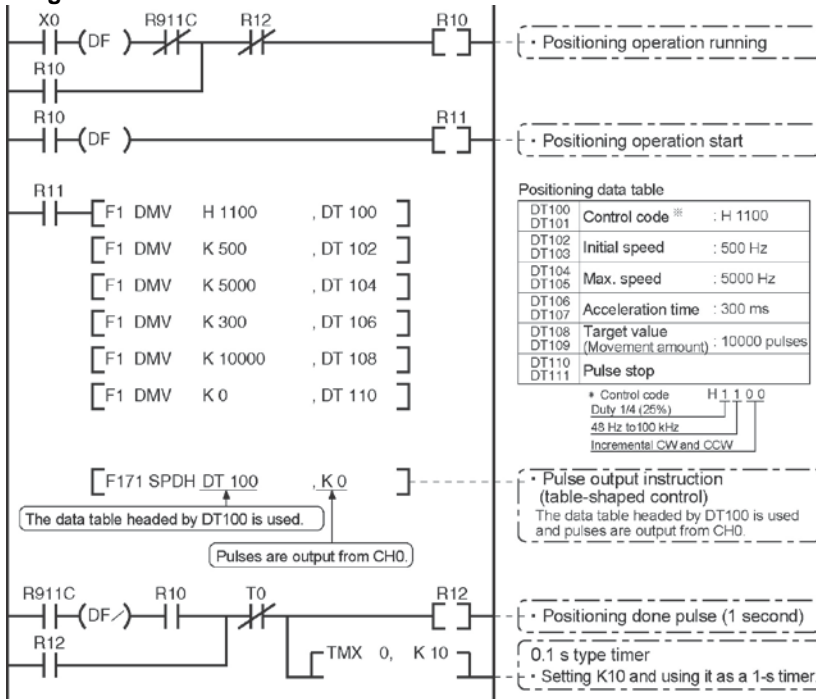 X0 R911C R12 R10
(DF )
· Positioning operation running
R10
R10 R11
(DF )
· Positioning operation start
R11
F1 DMV H 1100 , DT 100
F1 DMV K 500 , DT 102
F1 DMV K 5000 , DT 104
F1 DMV K 300 , DT 106
F1 DMV K 10000 , DT 108
F1 DMV K 0 , DT 110
Positioning data table
DT100
DT101
Control code ※ : H 1100
DT102
DT103
Initial speed : 500 Hz
DT104
DT105
Max. speed : 5000 Hz
DT106
DT107
Acceleration time : 300 ms
DT108
DT109
Target value
(Movement amount) : 10000 pulses
DT110
DT111
Pulse stop
* Control code H 1 1 0 0
Duty 1/4 (25%)
48 Hz to100 kHz
Incremental CW and CCW
F171 SPDH DT 100 , K 0
The data table headed by DT100 is used.
Pulses are output from CH0.
· Pulse output instruction
(table-shaped control)
The data table headed by DT100 is used
and pulses are output from CH0.
R911C R10 T0 R12
(DF/)
· Positioning done pulse (1 second)
R12
TMX 0, K 10
0.1 s type timer
· Setting K10 and using it as a 1-s timer.